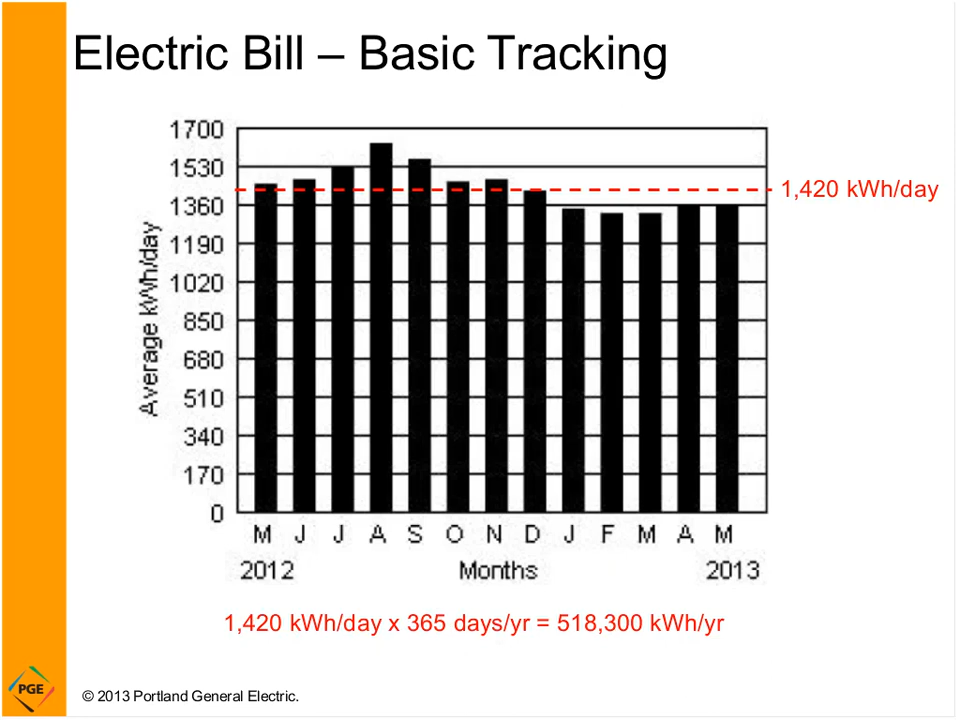 Electric Bill – Basic Tracking
1700
1530
1,420 kWh/day
1360
1190
1020
850
680
510
340
170
0
Average kWh/day
M J J A S O N D J F M A M
2012 Months 2013
1,420 kWh/day x 365 days/yr = 518,300 kWh/yr
PGE
© 2013 Portland General Electric.